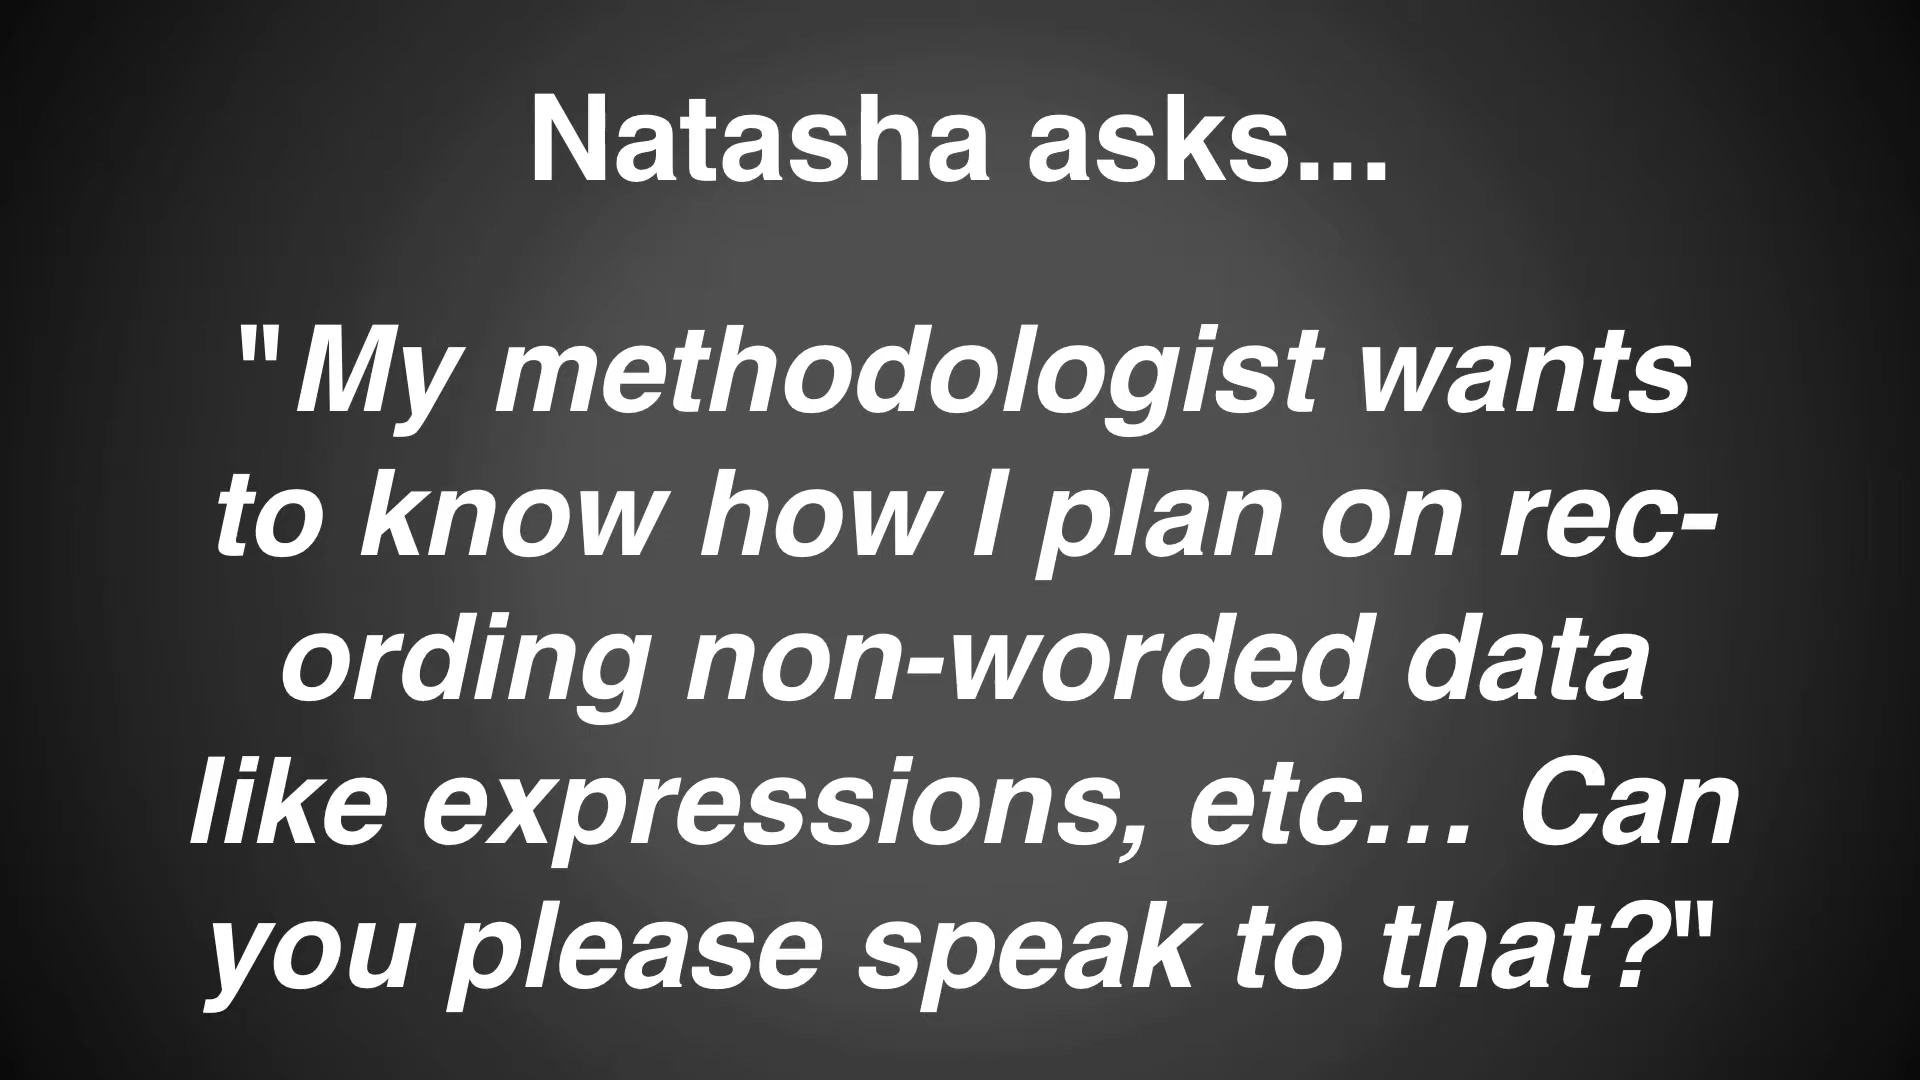 Natasha asks...
"My methodologist wants
to know how I plan on rec-
ording non-worded data
like expressions, etc... Can
you please speak to that?"